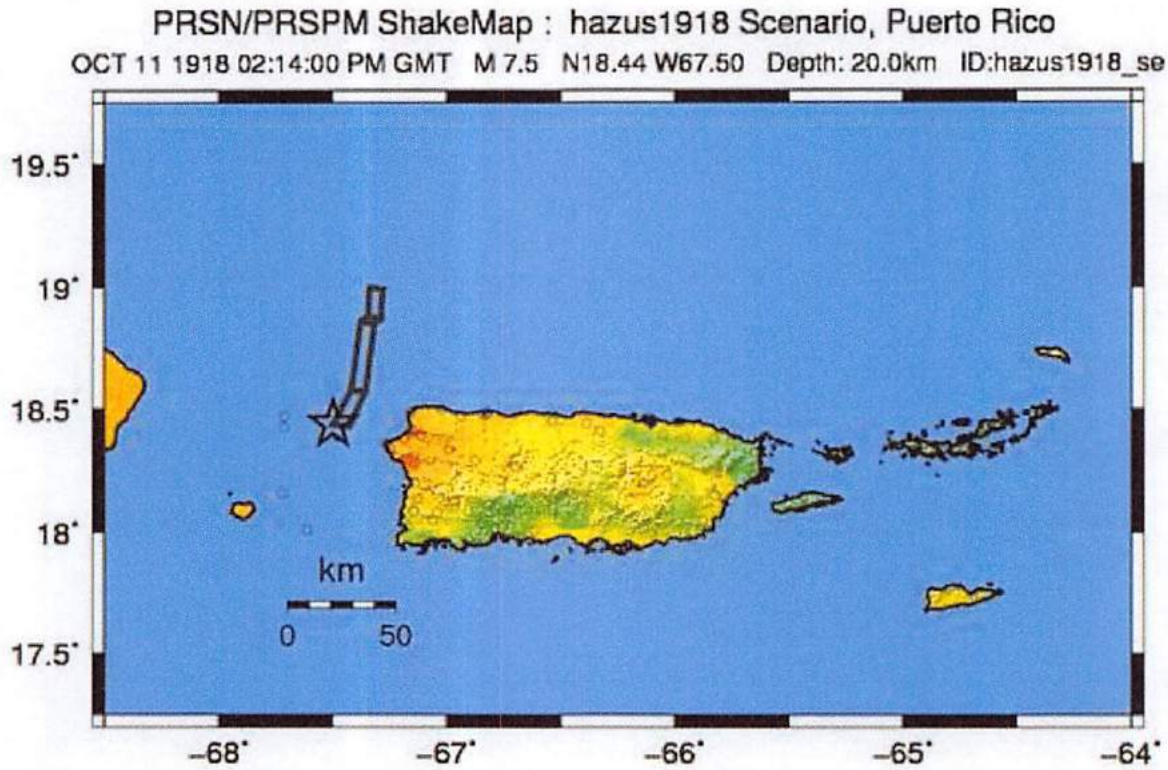 PRSN/PRSPM ShakeMap : hazus1918 Scenario, Puerto Rico
OCT 11 1918 02:14:00 PM GMT M 7.5 N18.44 W67.50 Depth: 20.0km ID:hazus1918_se
19.5˚
19˚
18.5˚
18˚
km
0 50
17.5˚
−68˚ −67˚ −66˚ −65˚ −64˚